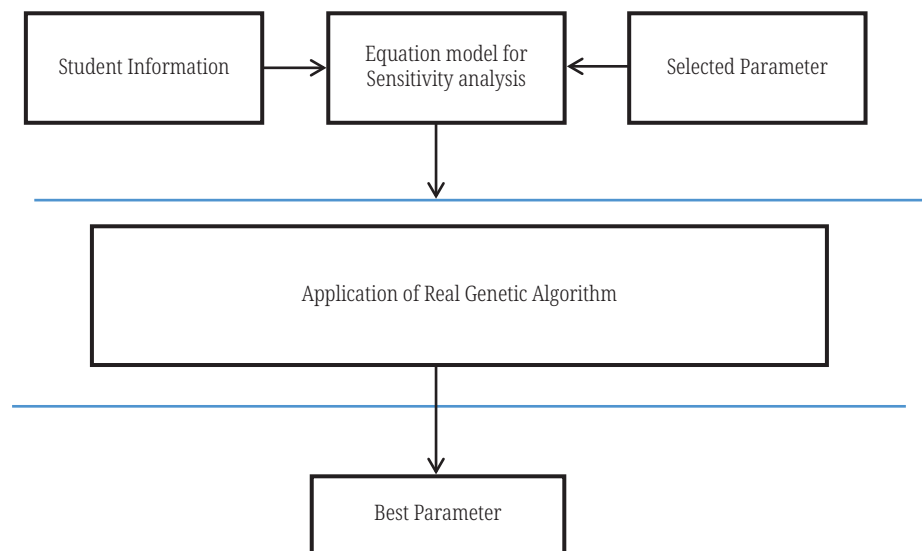 Student Information
Equation model for
Sensitivity analysis
Selected Parameter
Application of Real Genetic Algorithm
Best Parameter